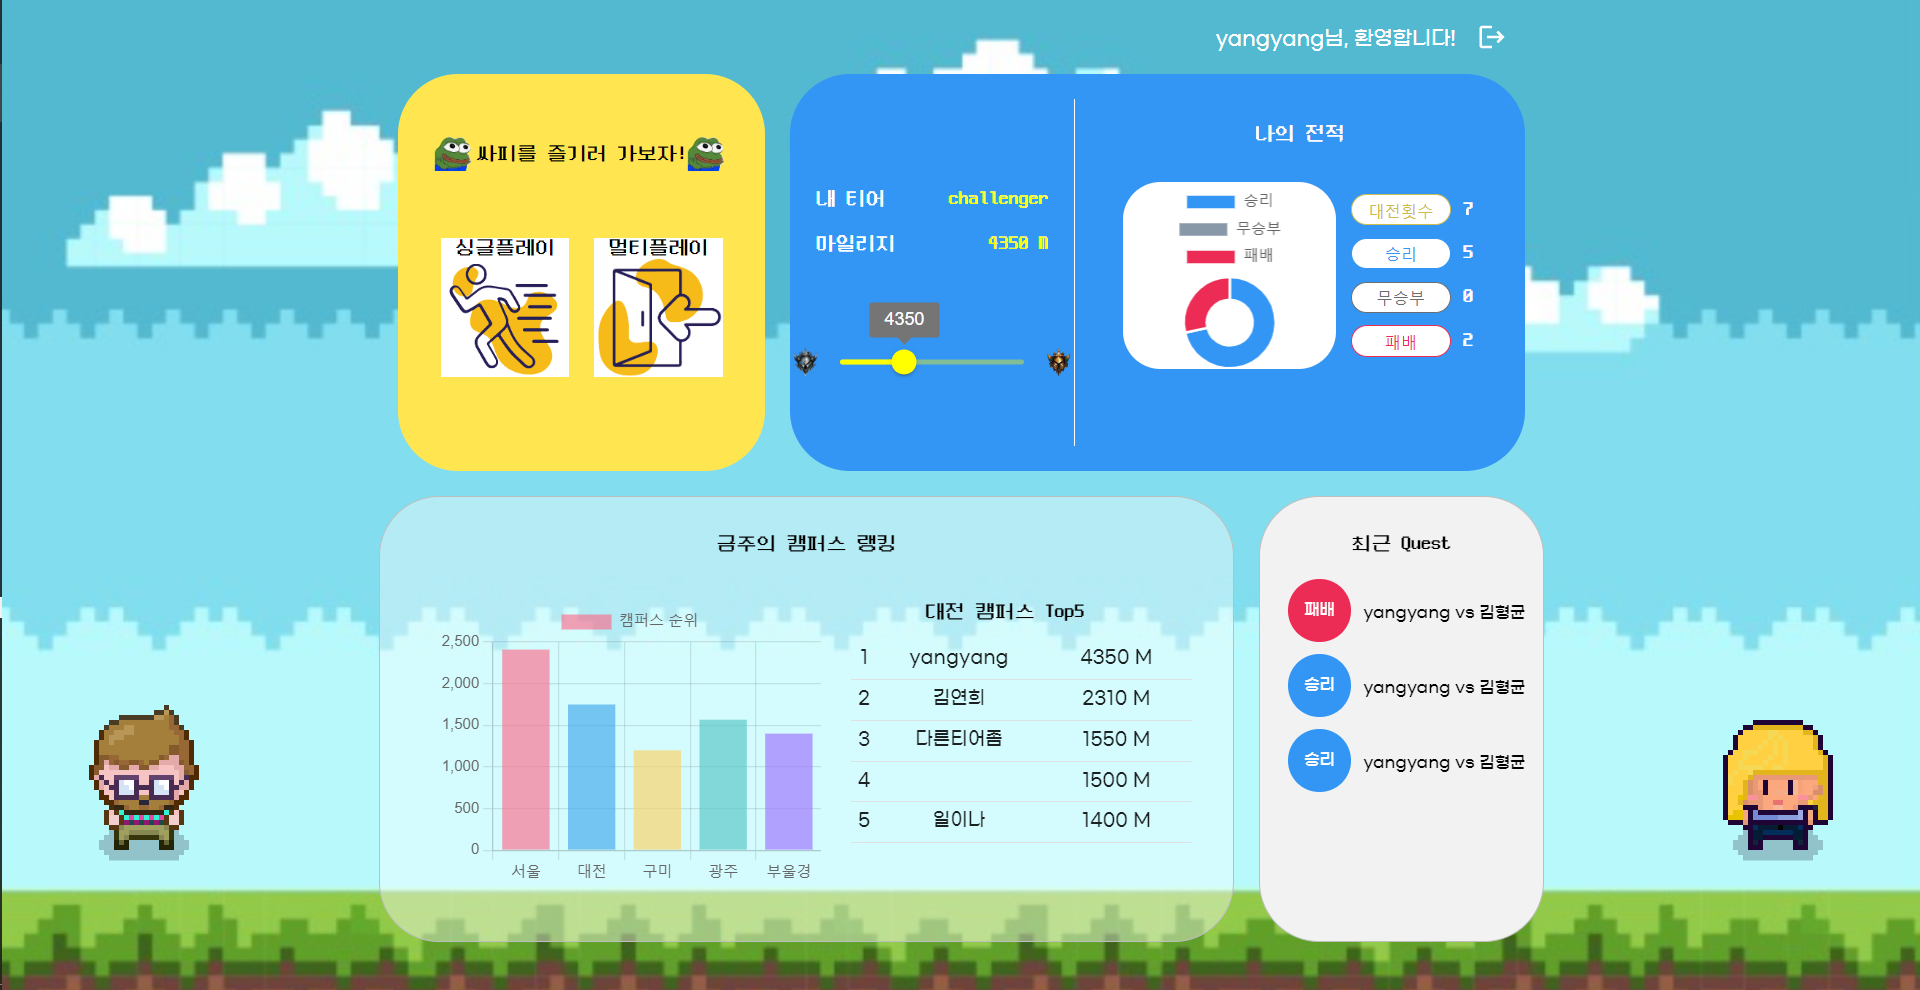 yangyang님, 환영합니다!
싸피를 즐기러 가보자!
싱글플레이
멀티플레이
내 티어 challenger
마일리지 4350 M
4350
나의 전적
승리
무승부
패배
대전횟수 7
승리 5
무승부 0
패배 2
금주의 캠퍼스 랭킹
캠퍼스 순위
2,500
2,000
1,500
1,000
500
0
서울 대전 구미 광주 부울경
대전 캠퍼스 Top5
1 yangyang 4350 M
2 김연희 2310 M
3 다른티어좀 1550 M
4 1500 M
5 일이나 1400 M
최근 Quest
패배 yangyang vs 김형균
승리 yangyang vs 김형균
승리 yangyang vs 김형균